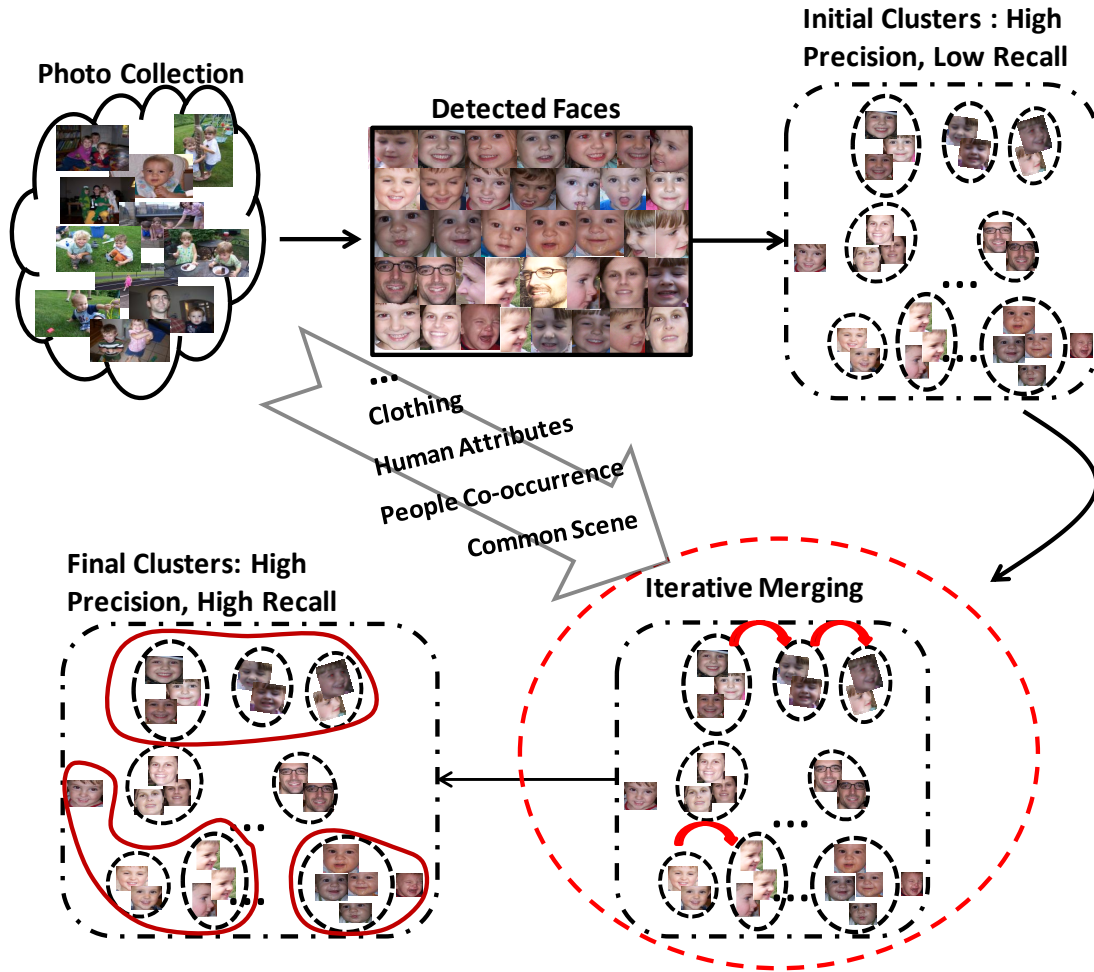 Initial Clusters : High
Precision, Low Recall
Photo Collection
Detected Faces
...
...
...
Clothing
Human Attributes
People Co-occurrence
Common Scene
Final Clusters: High
Precision, High Recall
Iterative Merging
...
...
...
...